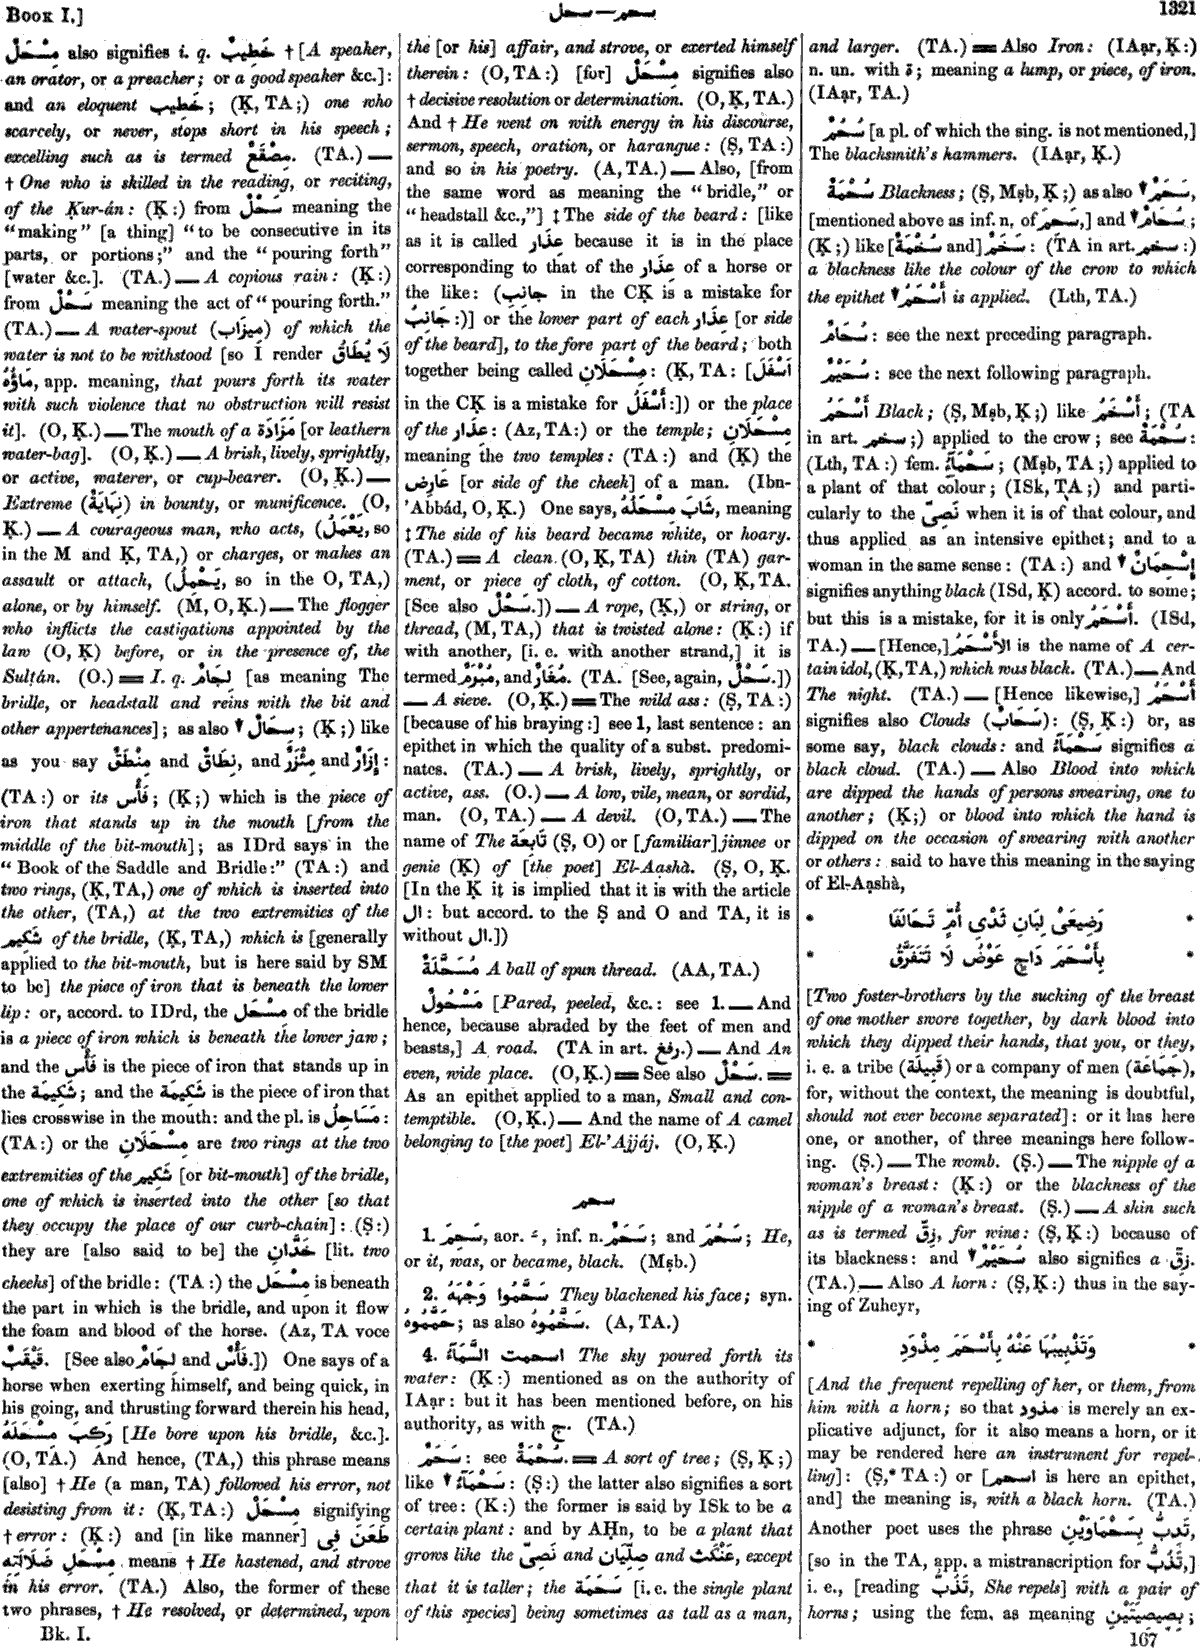 Book I.]
سحل — سحم
1321
مِسْحَلٌ also signifies i. q. خَطِيبٌ † [A speaker,
an orator, or a preacher; or a good speaker &c.]:
and an eloquent خطيب; (Ḳ, TA;) one who
scarcely, or never, stops short in his speech;
excelling such as is termed مِصْقَعٌ. (TA.) —
† One who is skilled in the reading, or reciting,
of the Ḳur-án: (Ḳ:) from سَحْلٌ meaning the
“making” [a thing] “to be consecutive in its
parts, or portions;” and the “pouring forth”
[water &c.]. (TA.) — A copious rain: (Ḳ:)
from سَحْلٌ meaning the act of “pouring forth.”
(TA.) — A water-spout (مِيزَاب) of which the
water is not to be withstood [so I render لَا يُطَاقُ
مَاؤُهُ, app. meaning, that pours forth its water
with such violence that no obstruction will resist
it]. (O, Ḳ.) — The mouth of a مَزَادَة [or leathern
water-bag]. (O, Ḳ.) — A brisk, lively, sprightly,
or active, waterer, or cup-bearer. (O, Ḳ.) —
Extreme (نِهَايَة) in bounty, or munificence. (O,
Ḳ.) — A courageous man, who acts, (يَعْمَلُ, so
in the M and Ḳ, TA,) or charges, or makes an
assault or attach, (يَحْمِلُ, so in the O, TA,)
alone, or by himself. (M, O, Ḳ.) — The flogger
who inflicts the castigations appointed by the
law (O, Ḳ) before, or in the presence of, the
Sulṭán. (O.) = I. q. لِجَامٌ [as meaning The
bridle, or headstall and reins with the bit and
other appertenances]; as also ▼ سِحَالٌ; (Ḳ;) like
as you say مِنْطَقٌ and نِطَاقٌ, and مِئْزَرٌ and إِزَارٌ:
(TA:) or its فَأْس; (Ḳ;) which is the piece of
iron that stands up in the mouth [from the
middle of the bit-mouth]; as IDrd says in the
“Book of the Saddle and Bridle:” (TA:) and
two rings, (Ḳ, TA,) one of which is inserted into
the other, (TA,) at the two extremities of the
شَكِيم of the bridle, (Ḳ, TA,) which is [generally
applied to the bit-mouth, but is here said by SM
to be] the piece of iron that is beneath the lower
lip: or, accord. to IDrd, the مِسْحَل of the bridle
is a piece of iron which is beneath the lower jaw;
and the فَأْس is the piece of iron that stands up in
the شَكِيمَة; and the شَكِيمَة is the piece of iron that
lies crosswise in the mouth: and the pl. is مَسَاحِلُ:
(TA:) or the مِسْحَلَانِ are two rings at the two
extremities of the شَكِيم [or bit-mouth] of the bridle,
one of which is inserted into the other [so that
they occupy the place of our curb-chain]: (Ṣ:)
they are [also said to be] the خَدَّانِ [lit. two
cheeks] of the bridle: (TA:) the مِسْحَل is beneath
the part in which is the bridle, and upon it flow
the foam and blood of the horse. (Az, TA voce
قَيْقَبٌ. [See also لِجَامٌ and فَأْسٌ.]) One says of a
horse when exerting himself, and being quick, in
his going, and thrusting forward therein his head,
رَكِبَ مِسْحَلَهُ [He bore upon his bridle, &c.].
(O, TA.) And hence, (TA,) this phrase means
[also] † He (a man, TA) followed his error, not
desisting from it: (Ḳ, TA:) مِسْحَلٌ signifying
† error: (Ḳ:) and [in like manner] طَعَنَ فِى
مِسْحَلِ ضَلَالَتِهِ means † He hastened, and strove
in his error. (TA.) Also, the former of these
two phrases, † He resolved, or determined, upon
Bk. I.
the [or his] affair, and strove, or exerted himself
therein: (O, TA:) [for] مِسْحَلٌ signifies also
† decisive resolution or determination. (O, Ḳ, TA.)
And † He went on with energy in his discourse,
sermon, speech, oration, or harangue: (Ṣ, TA:)
and so in his poetry. (A, TA.) — Also, [from
the same word as meaning the “bridle,” or
“headstall &c.,”] ‡ The side of the beard: [like
as it is called عِذَار because it is in the place
corresponding to that of the عِذَار of a horse or
the like: (جانب in the CḲ is a mistake for
جَانِبُ:)] or the lower part of each عِذَار [or side
of the beard], to the fore part of the beard; both
together being called مِسْحَلَانِ: (Ḳ, TA: [أَسْفَلَ
in the CḲ is a mistake for أَسْفَلُ:]) or the place
of the عِذَار: (Az, TA:) or the temple; مِسْحَلَانِ
meaning the two temples: (TA:) and (Ḳ) the
عَارِض [or side of the cheek] of a man. (Ibn-
'Abbád, O, Ḳ.) One says, شَابَ مِسْحَلُهُ, meaning
‡ The side of his beard became white, or hoary.
(TA.) = A clean (O, Ḳ, TA) thin (TA) gar-
ment, or piece of cloth, of cotton. (O, Ḳ, TA.
[See also سَحْلٌ.]) — A rope, (Ḳ,) or string, or
thread, (M, TA,) that is twisted alone: (Ḳ:) if
with another, [i. e. with another strand,] it is
termed مُبْرَمٌ, and مُغَارٌ. (TA. [See, again, سَحْلٌ.])
— A sieve. (O, Ḳ.) = The wild ass: (Ṣ, TA:)
[because of his braying:] see 1, last sentence: an
epithet in which the quality of a subst. predomi-
nates. (TA.) — A brisk, lively, sprightly, or
active, ass. (O.) — A low, vile, mean, or sordid,
man. (O, TA.) — A devil. (O, TA.) — The
name of The تَابِعَة (Ṣ, O) or [familiar] jinnee or
genie (Ḳ) of [the poet] El-Aạshà. (Ṣ, O, Ḳ.
[In the Ḳ it is implied that it is with the article
ال: but accord. to the Ṣ and O and TA, it is
without ال.])
مُسَحَّلَةٌ A ball of spun thread. (AA, TA.)
مَسْحُولٌ [Pared, peeled, &c.: see 1. — And
hence, because abraded by the feet of men and
beasts,] A road. (TA in art. رفغ.) — And An
even, wide place. (O, Ḳ.) = See also سَحْلٌ. =
As an epithet applied to a man, Small and con-
temptible. (O, Ḳ.) — And the name of A camel
belonging to [the poet] El-'Ajjáj. (O, Ḳ.)
سحم
1. سَحِمَ, aor. ـَ, inf. n. سَحَمٌ; and سَحُمَ; He,
or it, was, or became, black. (Mṣb.)
2. سَحَّمُوا وَجْهَهُ They blackened his face; syn.
حَمَّمُوهُ; as also سَخَّمُوهُ. (A, TA.)
4. اسحمت السَّمَآءُ The sky poured forth its
water: (Ḳ:) mentioned as on the authority of
IAạr: but it has been mentioned before, on his
authority, as with ج. (TA.)
سَحَمٌ: see سُحْمَةٌ. = A sort of tree; (Ṣ, Ḳ;)
like ▼ سَحْمَآءُ: (Ṣ:) the latter also signifies a sort
of tree: (Ḳ:) the former is said by ISk to be a
certain plant: and by AḤn, to be a plant that
grows like the نَصِىّ and صِلِّيَان and عَنْكَث, except
that it is taller; the سَحَمَة [i. e. the single plant
of this species] being sometimes as tall as a man,
and larger. (TA.) = Also Iron: (IAạr, Ḳ:)
n. un. with ة; meaning a lump, or piece, of iron.
(IAạr, TA.)
سُحُمٌ [a pl. of which the sing. is not mentioned,]
The blacksmith's hammers. (IAạr, Ḳ.)
سُحْمَةٌ Blackness; (Ṣ, Mṣb, Ḳ;) as also ▼ سَحَمٌ,
[mentioned above as inf. n. of سَحِمَ,] and ▼ سُحَامٌ;
(Ḳ;) like [سُخْمَةٌ and] سَخَمٌ: (TA in art. سخم:)
a blackness like the colour of the crow to which
the epithet ▼ أَسْحَمُ is applied. (Lth, TA.)
سُحَامٌ: see the next preceding paragraph.
سُحَيْمٌ: see the next following paragraph.
أَسْحَمُ Black; (Ṣ, Mṣb, Ḳ;) like أَسْخَمُ; (TA
in art. سخم;) applied to the crow; see سُحْمَةٌ:
(Lth, TA:) fem. سَحْمَآءُ; (Mṣb, TA;) applied to
a plant of that colour; (ISk, TA;) and parti-
cularly to the نَصِىّ when it is of that colour, and
thus applied as an intensive epithet; and to a
woman in the same sense: (TA:) and ▼ إِسْحِمَانٌ
signifies anything black (ISd, Ḳ) accord. to some;
but this is a mistake, for it is only أَسْحَمُ. (ISd,
TA.) — [Hence,] الأَسْحَمُ is the name of A cer-
tain idol, (Ḳ, TA,) which was black. (TA.) — And
The night. (TA.) — [Hence likewise,] أَسْحَمُ
signifies also Clouds (سَحَاب): (Ṣ, Ḳ:) or, as
some say, black clouds: and سَحْمَآءُ signifies a
black cloud. (TA.) — Also Blood into which
are dipped the hands of persons swearing, one to
another; (Ḳ;) or blood into which the hand is
dipped on the occasion of swearing with another
or others: said to have this meaning in the saying
of El-Aạshà,
* رَضِيعَىْ لِبَانٍ ثَدْىِ أُمٍّ تَحَالَفَا *
* بِأَسْحَمَ دَاجٍ عَوْضُ لَا نَتَفَرَّقُ *
[Two foster-brothers by the sucking of the breast
of one mother swore together, by dark blood into
which they dipped their hands, that you, or they,
i. e. a tribe (قَبِيلَة) or a company of men (جَمَاعَة),
for, without the context, the meaning is doubtful,
should not ever become separated]: or it has here
one, or another, of three meanings here follow-
ing. (Ṣ.) — The womb. (Ṣ.) — The nipple of a
woman's breast: (Ḳ:) or the blackness of the
nipple of a woman's breast. (Ṣ.) — A skin such
as is termed زِقّ, for wine: (Ṣ, Ḳ:) because of
its blackness: and ▼ سُحَيْمٌ also signifies a زِقّ.
(TA.) — Also A horn: (Ṣ, Ḳ:) thus in the say-
ing of Zuheyr,
* وَتَذْبِيبُهَا عَنْهُ بِأَسْحَمَ مِذْوَدِ *
[And the frequent repelling of her, or them, from
him with a horn; so that مذود is merely an ex-
plicative adjunct, for it also means a horn, or it
may be rendered here an instrument for repel-
ling]: (Ṣ,* TA:) or [اسحم is here an epithet,
and] the meaning is, with a black horn. (TA.)
Another poet uses the phrase تَدِبُّ بِسَحْمَاوَيْنِ,
[so in the TA, app. a mistranscription for تَذُبُّ,]
i. e., [reading تَذُبُّ, She repels] with a pair of
horns; using the fem. as meaning بِصِيصِيَتَيْنِ;
167